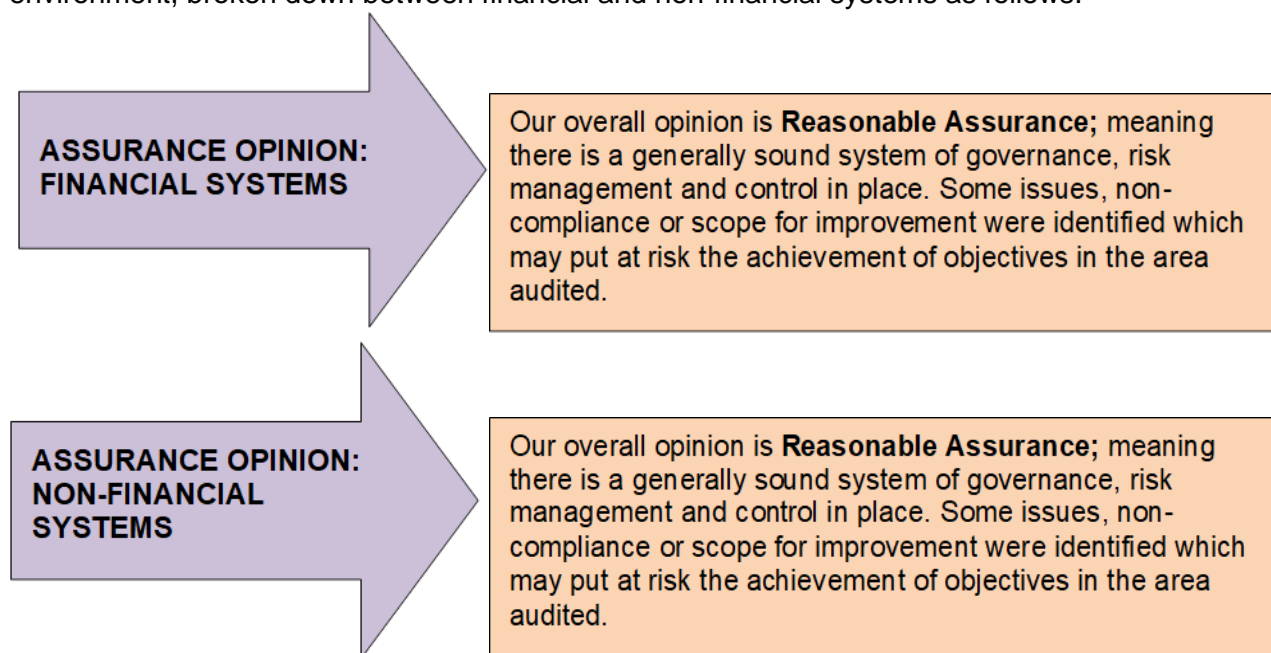 environment, broken down between financial and non-financial systems as follows:
ASSURANCE OPINION:
FINANCIAL SYSTEMS
Our overall opinion is Reasonable Assurance; meaning
there is a generally sound system of governance, risk
management and control in place. Some issues, non-
compliance or scope for improvement were identified which
may put at risk the achievement of objectives in the area
audited.
ASSURANCE OPINION:
NON-FINANCIAL
SYSTEMS
Our overall opinion is Reasonable Assurance; meaning
there is a generally sound system of governance, risk
management and control in place. Some issues, non-
compliance or scope for improvement were identified which
may put at risk the achievement of objectives in the area
audited.